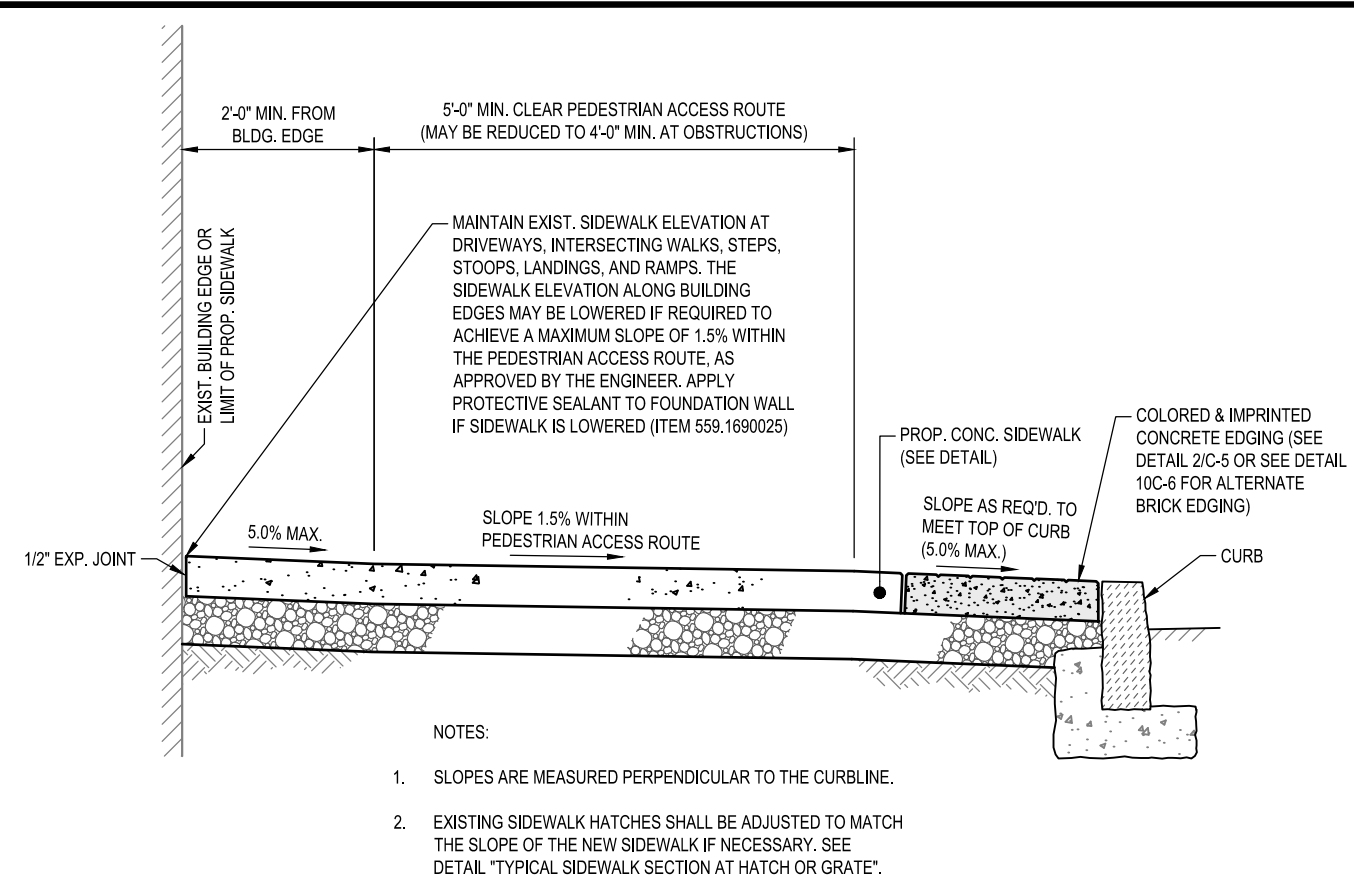 2'-0" MIN. FROM
BLDG. EDGE
5'-0" MIN. CLEAR PEDESTRIAN ACCESS ROUTE
(MAY BE REDUCED TO 4'-0" MIN. AT OBSTRUCTIONS)
EXIST. BUILDING EDGE OR
LIMIT OF PROP. SIDEWALK
MAINTAIN EXIST. SIDEWALK ELEVATION AT
DRIVEWAYS, INTERSECTING WALKS, STEPS,
STOOPS, LANDINGS, AND RAMPS. THE
SIDEWALK ELEVATION ALONG BUILDING
EDGES MAY BE LOWERED IF REQUIRED TO
ACHIEVE A MAXIMUM SLOPE OF 1.5% WITHIN
THE PEDESTRIAN ACCESS ROUTE, AS
APPROVED BY THE ENGINEER. APPLY
PROTECTIVE SEALANT TO FOUNDATION WALL
IF SIDEWALK IS LOWERED (ITEM 559.1690025)
PROP. CONC. SIDEWALK
(SEE DETAIL)
COLORED & IMPRINTED
CONCRETE EDGING (SEE
DETAIL 2/C-5 OR SEE DETAIL
10C-6 FOR ALTERNATE
BRICK EDGING)
SLOPE AS REQ'D. TO
MEET TOP OF CURB
(5.0% MAX.)
CURB
5.0% MAX.
SLOPE 1.5% WITHIN
PEDESTRIAN ACCESS ROUTE
1/2" EXP. JOINT
NOTES:
1. SLOPES ARE MEASURED PERPENDICULAR TO THE CURBLINE.
2. EXISTING SIDEWALK HATCHES SHALL BE ADJUSTED TO MATCH
THE SLOPE OF THE NEW SIDEWALK IF NECESSARY. SEE
DETAIL "TYPICAL SIDEWALK SECTION AT HATCH OR GRATE".